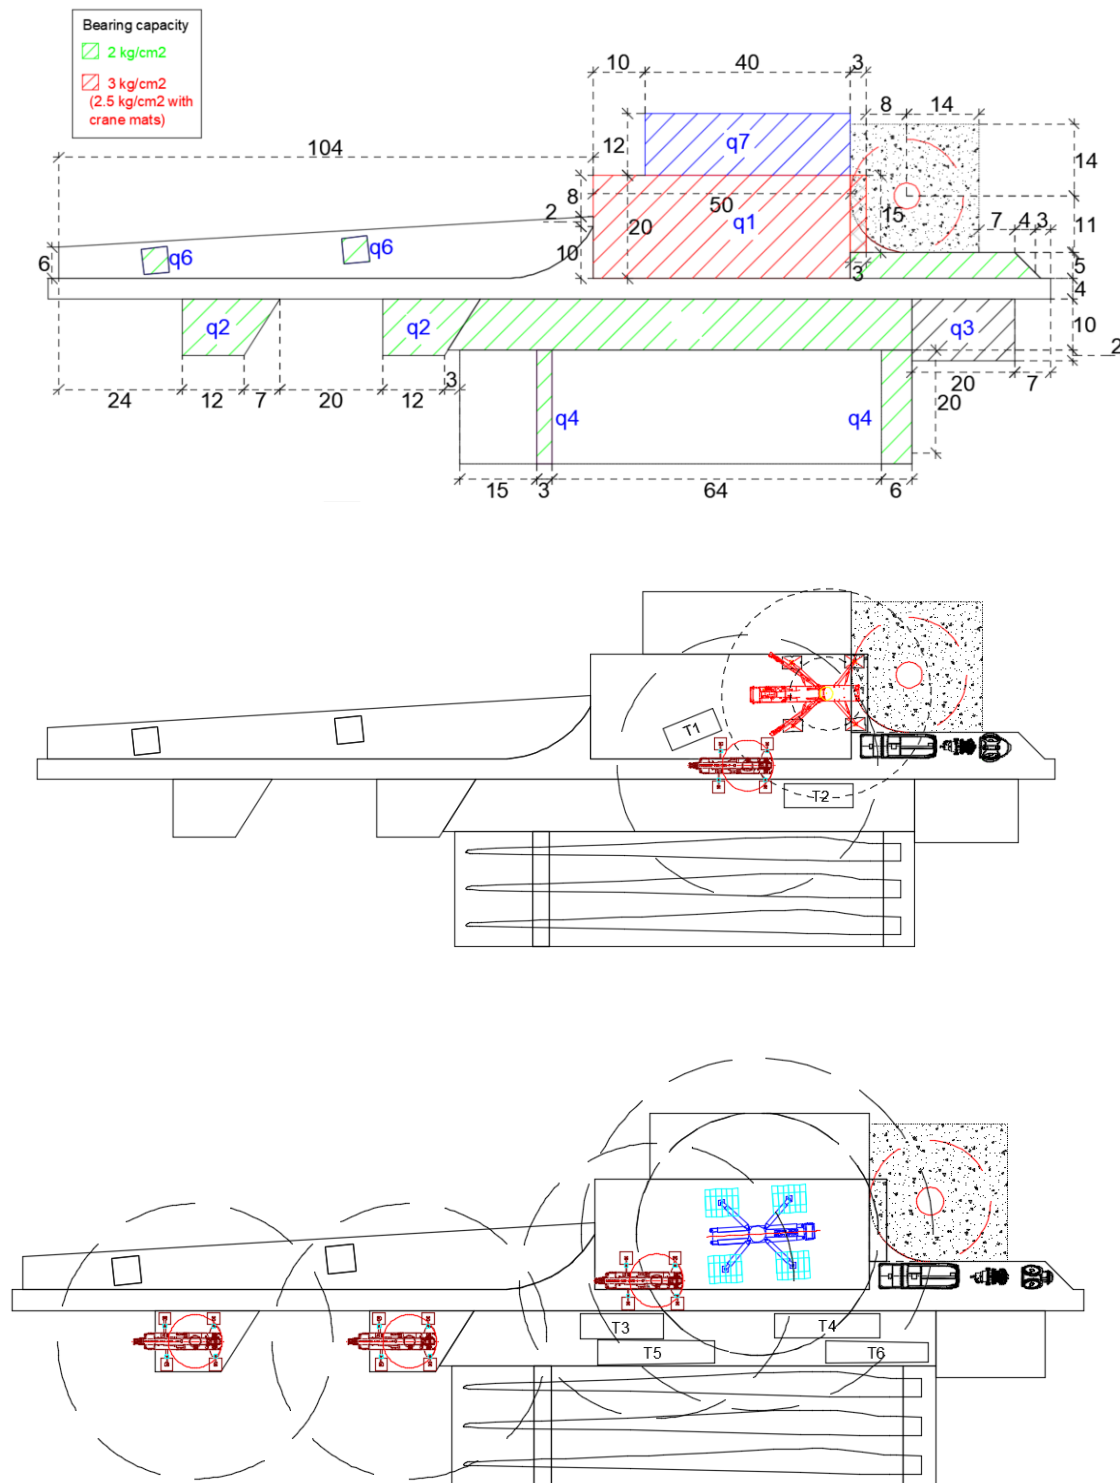 Bearing capacity
2 kg/cm2
3 kg/cm2
(2.5 kg/cm2 with
crane mats)
10 40 3
8 14
104
12
q7
14
8
2
50
q1
20
15
7 4 3
11
6
q6
q6
10
3
5
4
q2
q2
q3
10
2
24 12 7 20 12
3
20 7
20
q4
q4
15 3 64 6
T1
T2
T3
T4
T5
T6